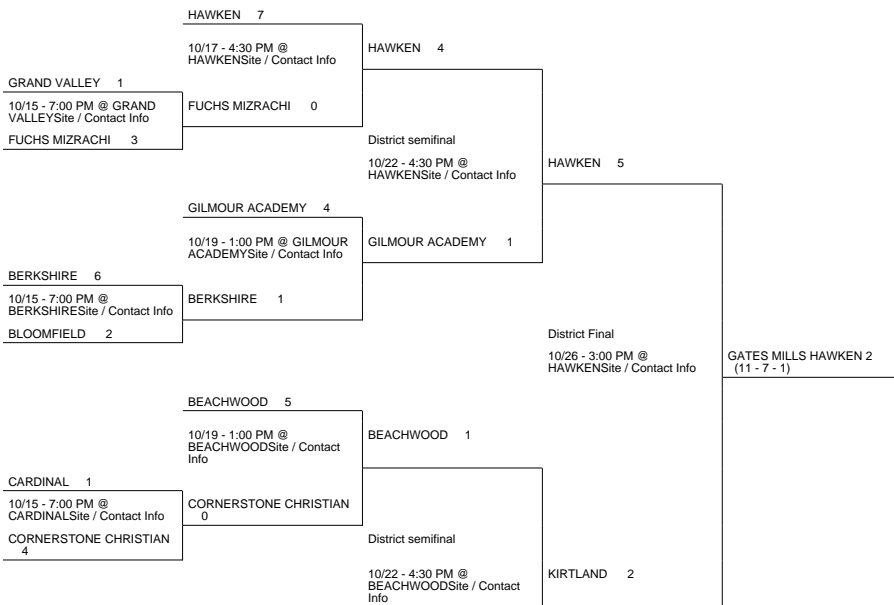 HAWKEN 7
10/17 - 4:30 PM @
HAWKENSite / Contact Info
HAWKEN 4
GRAND VALLEY 1
10/15 - 7:00 PM @ GRAND
VALLEYSite / Contact Info
FUCHS MIZRACHI 0
FUCHS MIZRACHI 3
District semifinal
10/22 - 4:30 PM @
HAWKENSite / Contact Info
HAWKEN 5
GILMOUR ACADEMY 4
10/19 - 1:00 PM @ GILMOUR
ACADEMYSite / Contact Info
GILMOUR ACADEMY 1
BERKSHIRE 6
10/15 - 7:00 PM @
BERKSHIRESite / Contact Info
BERKSHIRE 1
BLOOMFIELD 2
District Final
10/26 - 3:00 PM @
HAWKENSite / Contact Info
GATES MILLS HAWKEN 2
(11 - 7 - 1)
BEACHWOOD 5
10/19 - 1:00 PM @
BEACHWOODSite / Contact
Info
BEACHWOOD 1
CARDINAL 1
10/15 - 7:00 PM @
CARDINALSite / Contact Info
CORNERSTONE CHRISTIAN
0
CORNERSTONE CHRISTIAN
4
District semifinal
10/22 - 4:30 PM @
BEACHWOODSite / Contact
Info
KIRTLAND 2